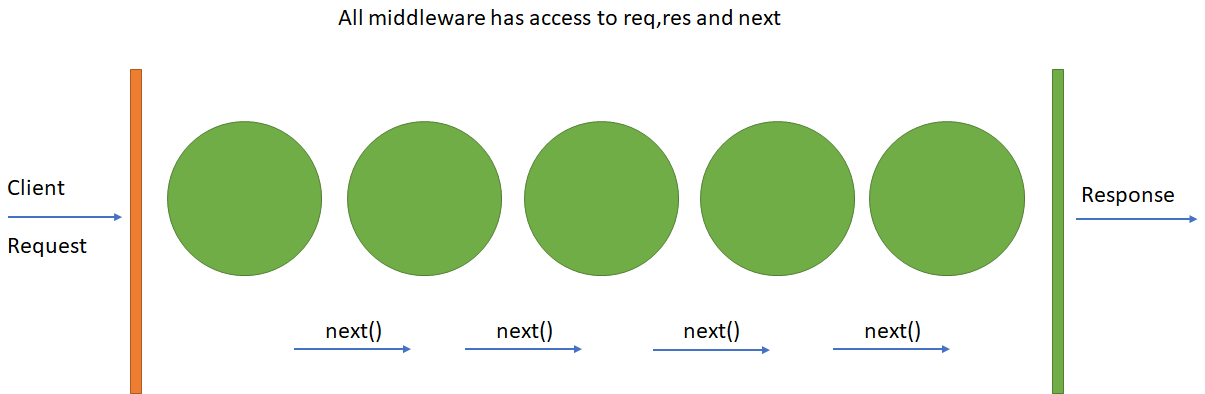 All middleware has access to req,res and next
Client
Request
Response
next()
next()
next()
next()